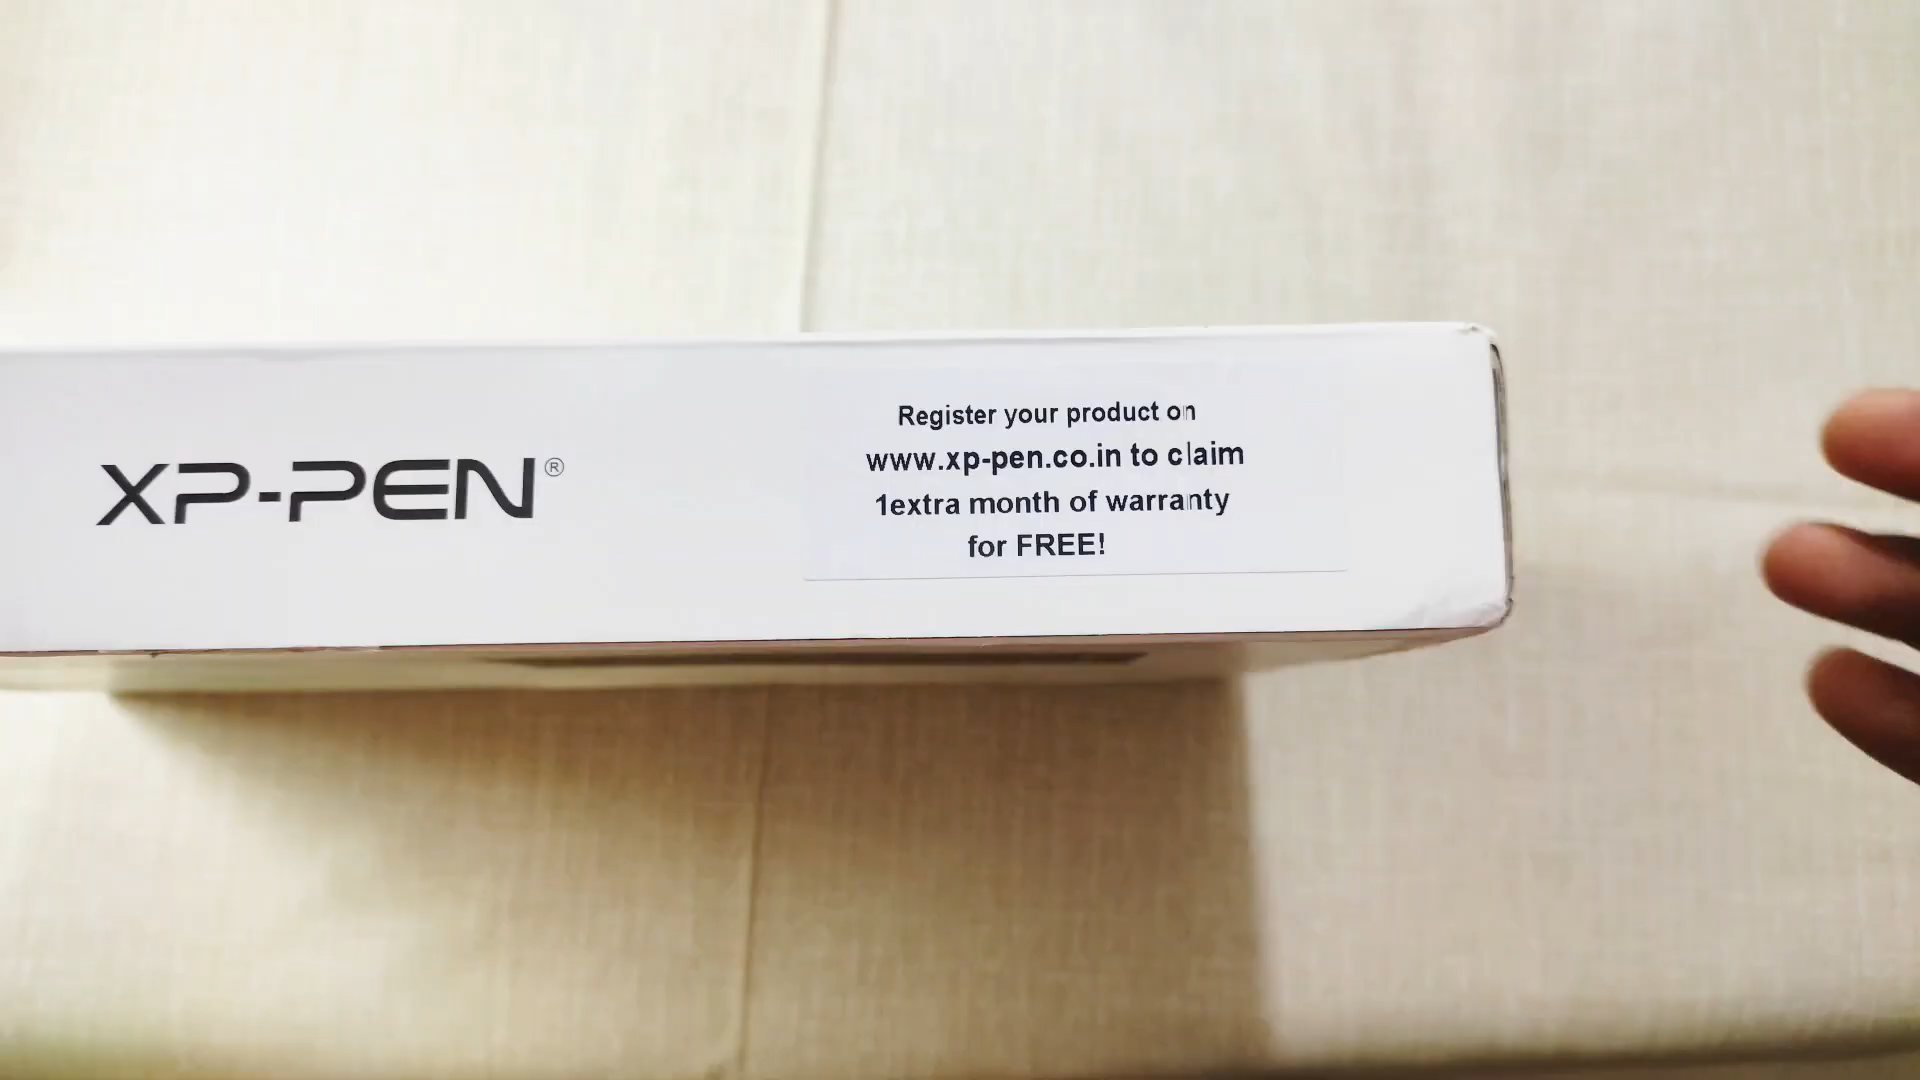 XP-PEN®
Register your product on
www.xp-pen.co.in to claim
1extra month of warranty
for FREE!